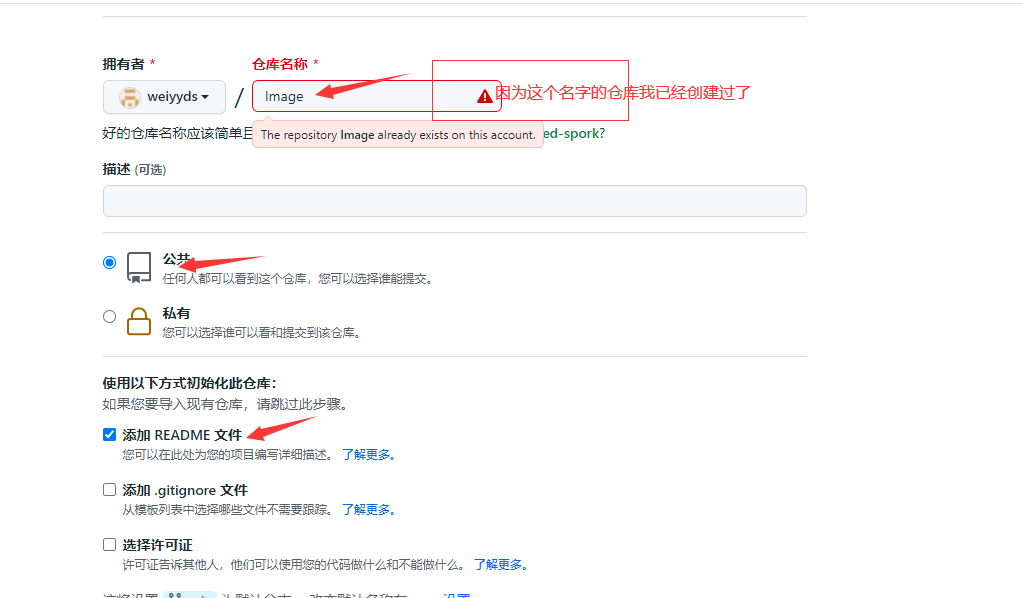 拥有者 * 仓库名称 *
weiyyds / Image 因为这个名字的仓库我已经创建过了
好的仓库名称应该简单且 The repository Image already exists on this account. ed-spork?
描述 (可选)
公共
任何人都可以看到这个仓库，您可以选择谁能提交。
私有
您可以选择谁可以看和提交到该仓库。
使用以下方式初始化此仓库：
如果您要导入现有仓库，请跳过此步骤。
添加 README 文件
您可以在此处为您的项目编写详细描述。 了解更多。
添加 .gitignore 文件
从模板列表中选择哪些文件不需要跟踪。 了解更多。
选择许可证
许可证告诉其他人，他们可以使用您的代码做什么和不能做什么。 了解更多。